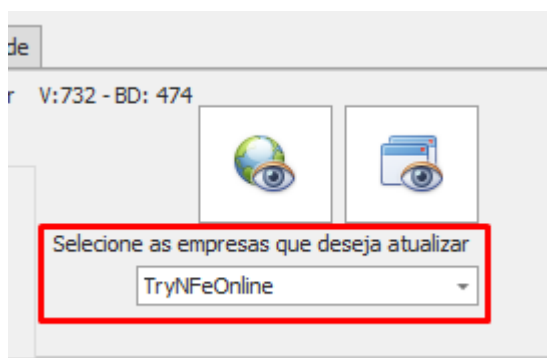 de
r V:732 - BD: 474
Selecione as empresas que deseja atualizar
TryNFeOnline